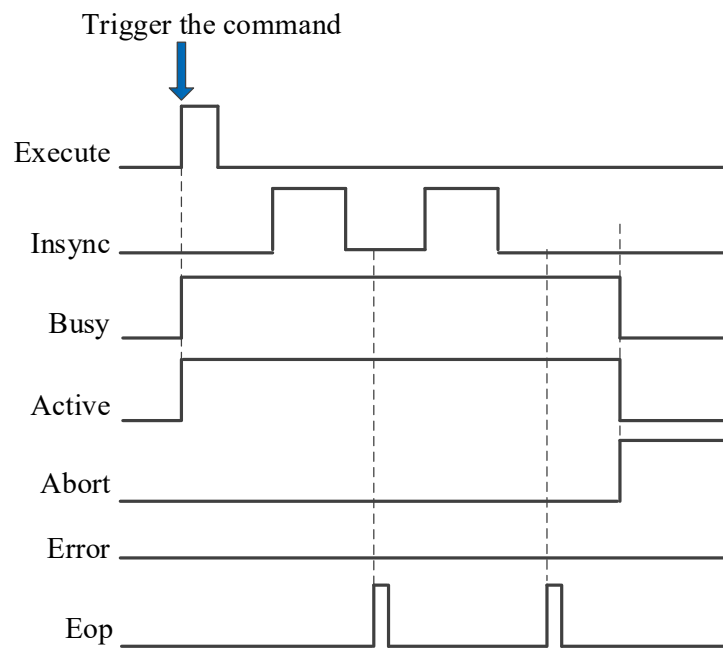 Trigger the command
Execute
Insync
Busy
Active
Abort
Error
Eop